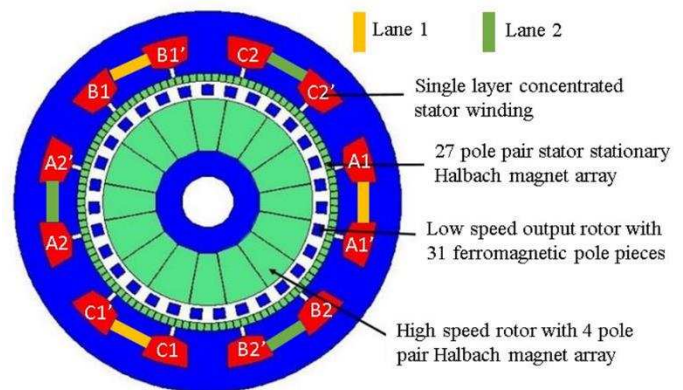 Lane 1
Lane 2
B1'
C2
B1
C2'
Single layer concentrated
stator winding
A2'
A1
27 pole pair stator stationary
Halbach magnet array
A2
A1'
Low speed output rotor with
31 ferromagnetic pole pieces
C1'
B2
C1
B2'
High speed rotor with 4 pole
pair Halbach magnet array